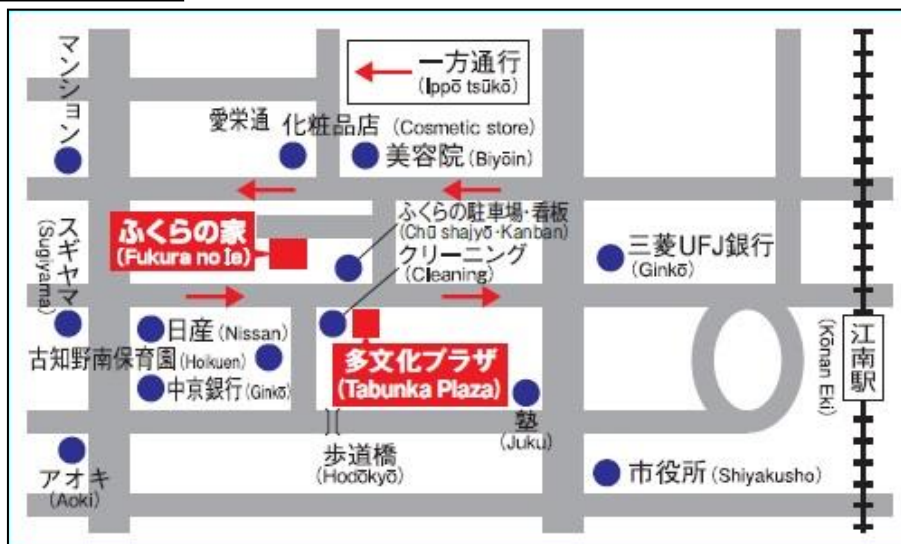 マンション
一方通行
(Ippō tsūkō)
愛栄通
化粧品店 (Cosmetic store)
美容院 (Biyōin)
スギヤマ
(Sugiyama)
ふくらの家
(Fukura no Ie)
ふくらの駐車場・看板
(Chū shajyō・Kanban)
クリーニング
(Cleaning)
三菱UFJ銀行
(Ginkō)
日産 (Nissan)
古知野南保育園 (Hoikuen)
中京銀行 (Ginkō)
多文化プラザ
(Tabunka Plaza)
江南駅
(Kōnan Eki)
塾
(Juku)
歩道橋
(Hodōkyō)
アオキ
(Aoki)
市役所 (Shiyakusho)